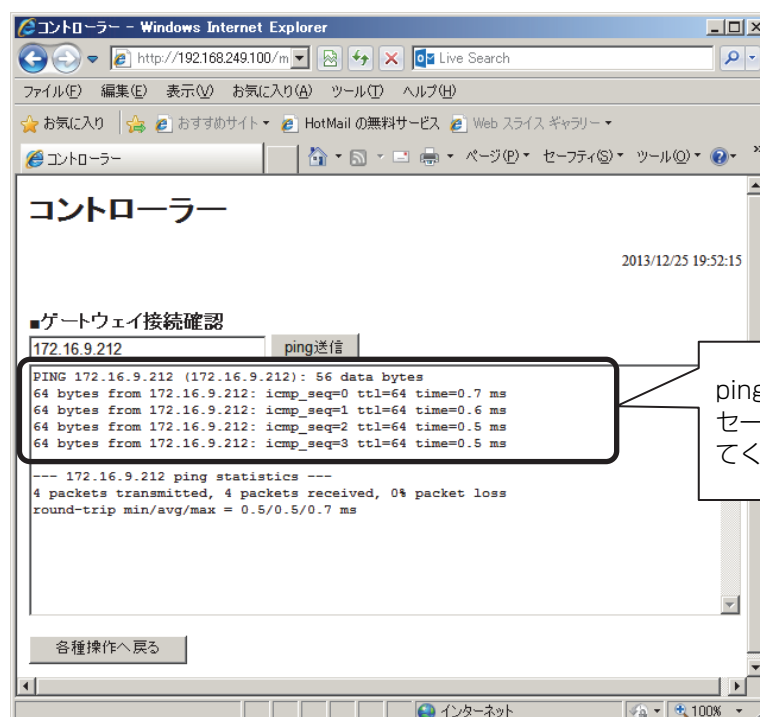 コントローラー - Windows Internet Explorer
http://192.168.249.100/m
Live Search
ファイル(F) 編集(E) 表示(V) お気に入り(A) ツール(T) ヘルプ(H)
お気に入り おすすめサイト HotMail の無料サービス Web スライス ギャラリー
コントローラー ページ(P) セーフティ(S) ツール(O) »
コントローラー
2013/12/25 19:52:15
■ゲートウェイ接続確認
172.16.9.212 ping送信
PING 172.16.9.212 (172.16.9.212): 56 data bytes
64 bytes from 172.16.9.212: icmp_seq=0 ttl=64 time=0.7 ms
64 bytes from 172.16.9.212: icmp_seq=1 ttl=64 time=0.6 ms
64 bytes from 172.16.9.212: icmp_seq=2 ttl=64 time=0.5 ms
64 bytes from 172.16.9.212: icmp_seq=3 ttl=64 time=0.5 ms
--- 172.16.9.212 ping statistics ---
4 packets transmitted, 4 packets received, 0% packet loss
round-trip min/avg/max = 0.5/0.5/0.7 ms
ping
セー
てく
各種操作へ戻る
インターネット 100%